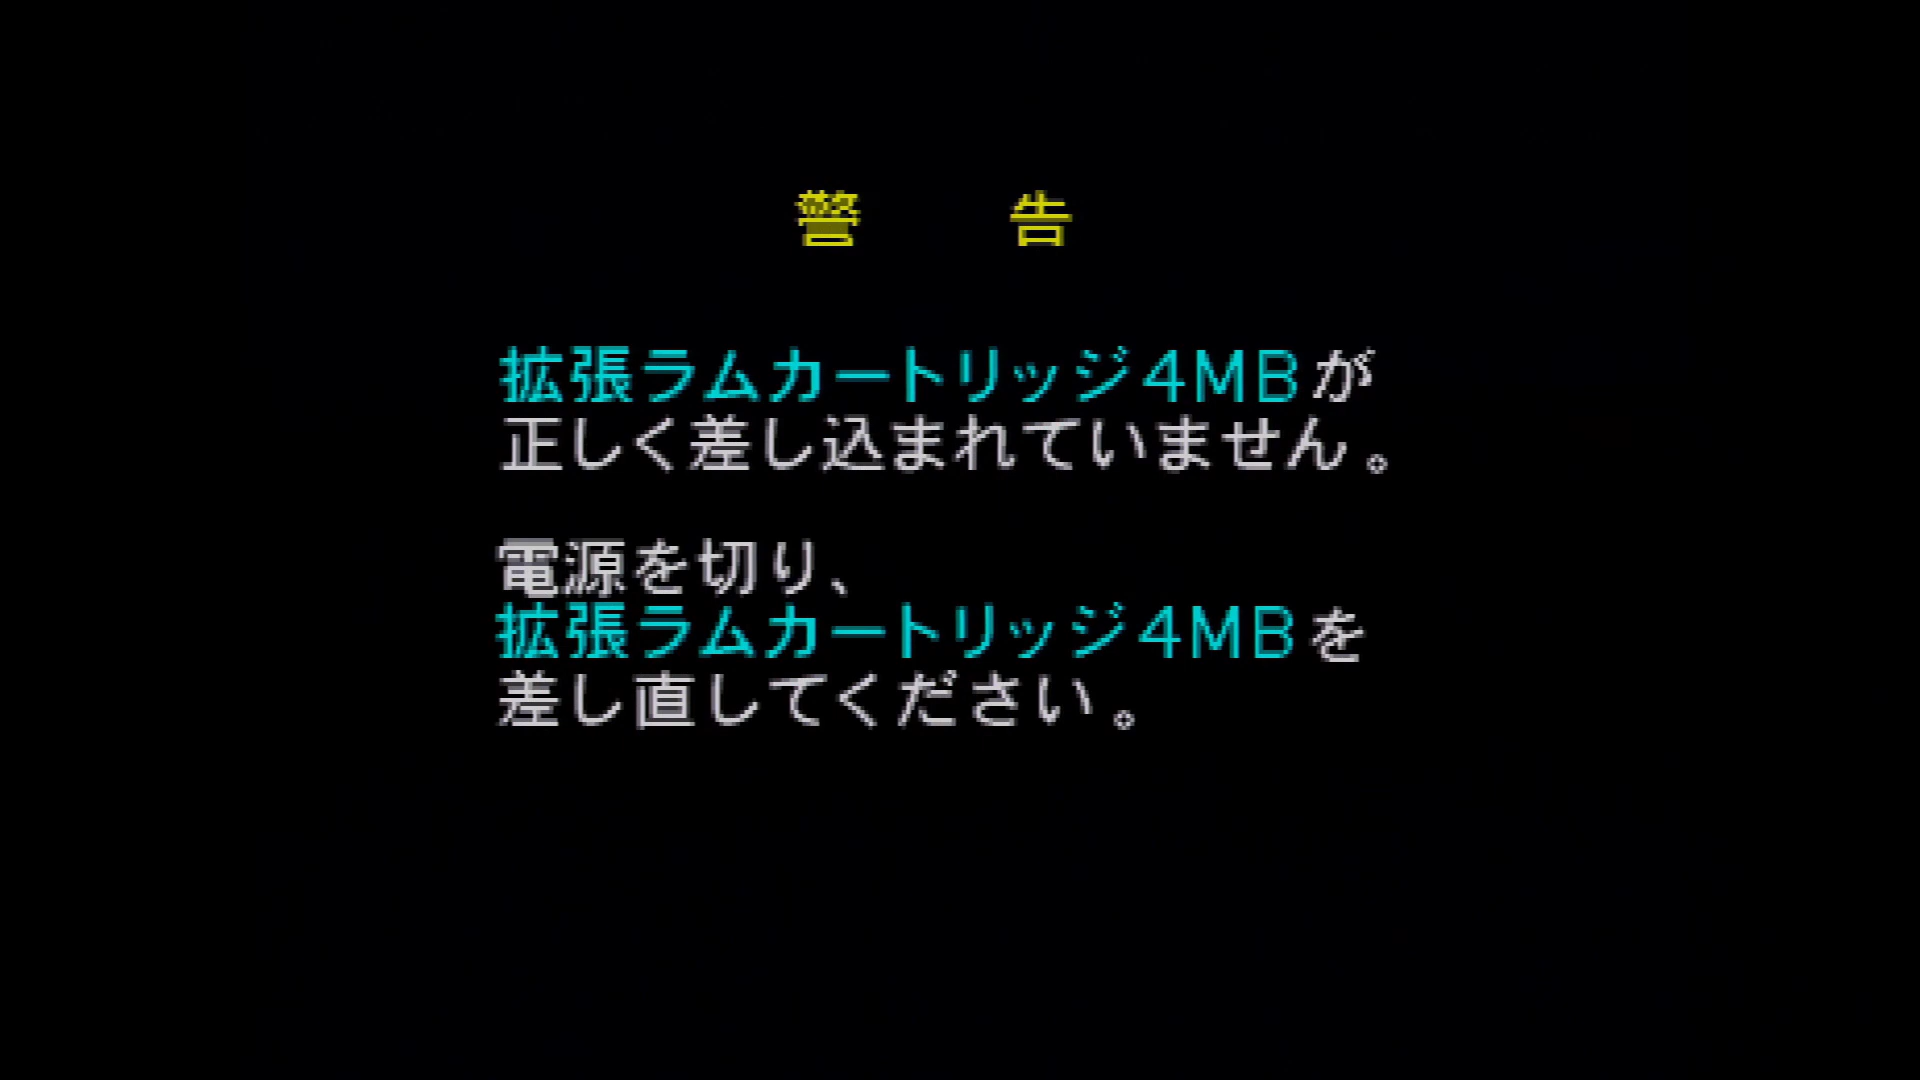 警　告
拡張ラムカートリッジ４ＭＢが
正しく差し込まれていません。
電源を切り、
拡張ラムカートリッジ４ＭＢを
差し直してください。